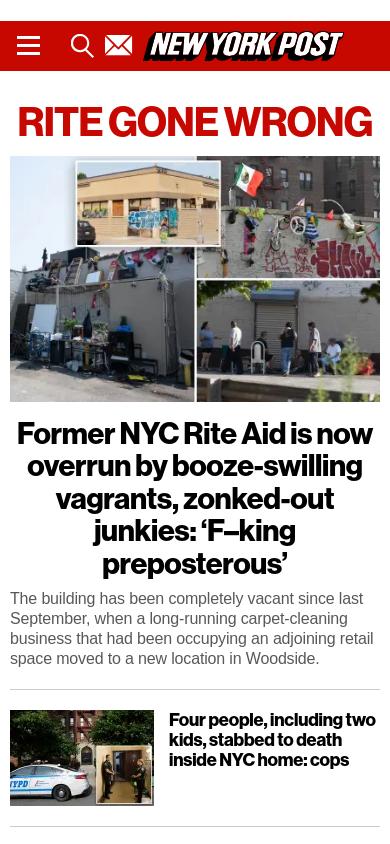 NEW YORK POST
RITE GONE WRONG
Former NYC Rite Aid is now
overrun by booze-swilling
vagrants, zonked-out
junkies: ‘F–king
preposterous’
The building has been completely vacant since last
September, when a long-running carpet-cleaning
business that had been occupying an adjoining retail
space moved to a new location in Woodside.
Four people, including two
kids, stabbed to death
inside NYC home: cops
NYPD